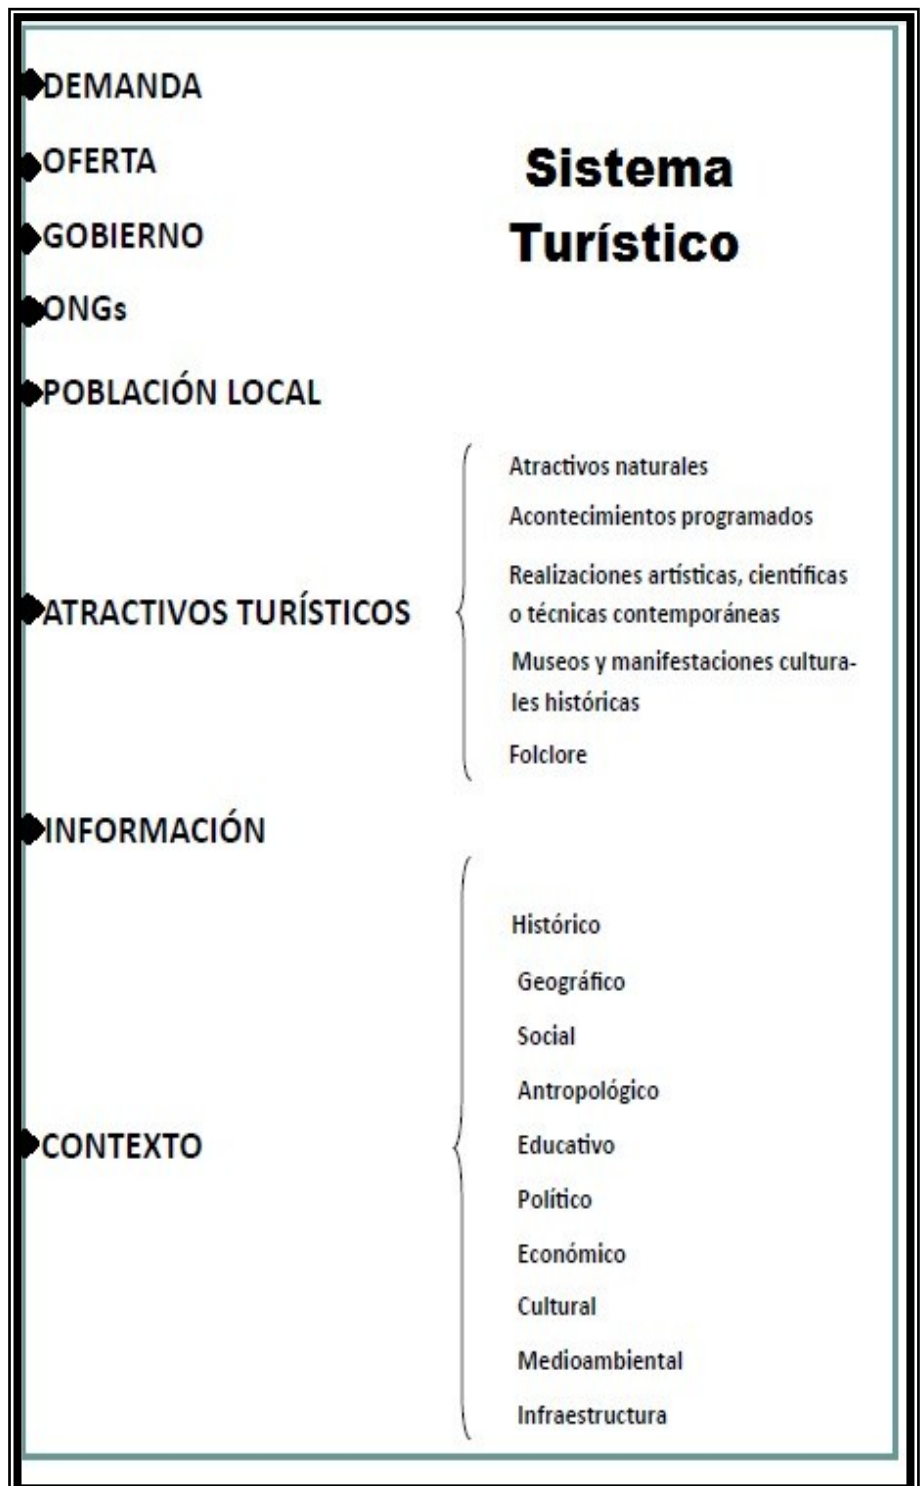 DEMANDA
OFERTA
Sistema
Turístico
GOBIERNO
ONGs
POBLACIÓN LOCAL
ATRACTIVOS TURÍSTICOS
Atractivos naturales
Acontecimientos programados
Realizaciones artísticas, científicas
o técnicas contemporáneas
Museos y manifestaciones cultura-
les históricas
Folclore
INFORMACIÓN
CONTEXTO
Histórico
Geográfico
Social
Antropológico
Educativo
Político
Económico
Cultural
Medioambiental
Infraestructura